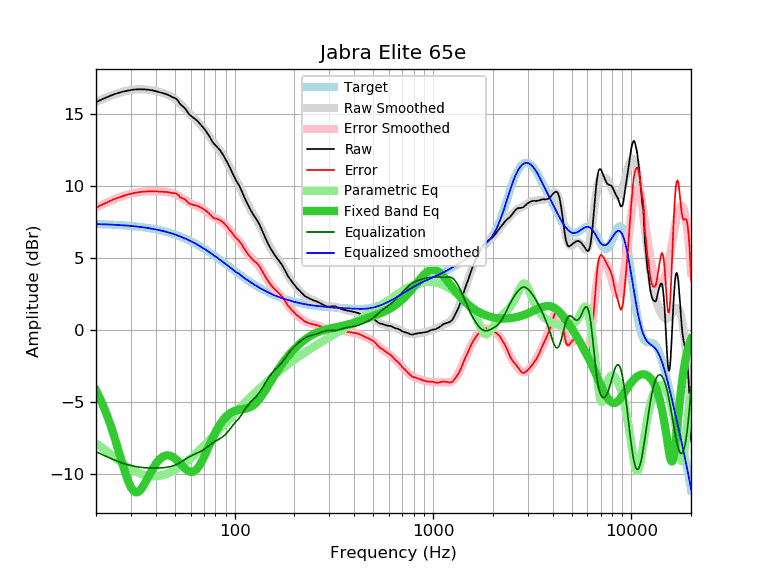 Jabra Elite 65e
Target
Raw Smoothed
Error Smoothed
Raw
Error
Parametric Eq
Fixed Band Eq
Equalization
Equalized smoothed
Amplitude (dBr)
15
10
5
0
−5
−10
100
1000
10000
Frequency (Hz)